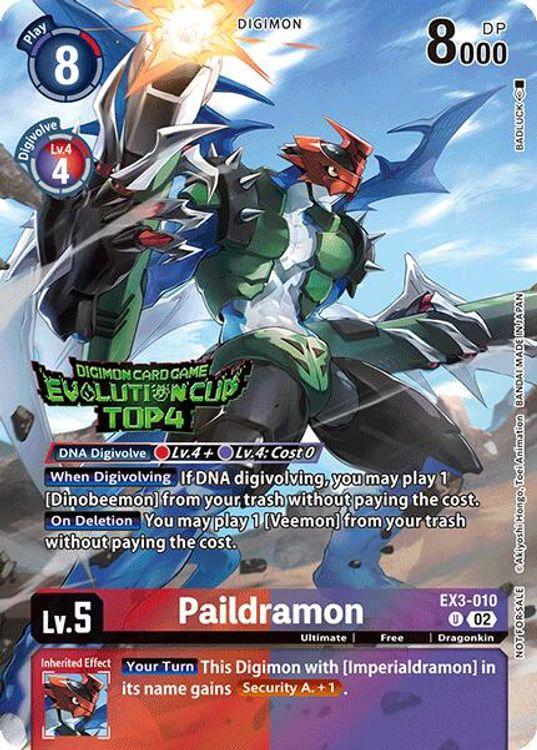 Play
8
DIGIMON
DP
8000
Digivolve
Lv.4
4
BADLUCK
DIGIMON CARD GAME
EVOLUTION CUP
TOP4
DNA Digivolve Lv.4 + Lv.4: Cost 0
When Digivolving If DNA digivolving, you may play 1
[Dinobeemon] from your trash without paying the cost.
On Deletion You may play 1 [Veemon] from your trash
without paying the cost.
©Akiyoshi Hongo, Toei Animation BANDAI MADE IN JAPAN
NOT FOR SALE
Lv.5
Paildramon
EX3-010
U 02
Ultimate | Free | Dragonkin
Inherited Effect
Your Turn This Digimon with [Imperialdramon] in
its name gains Security A. +1.